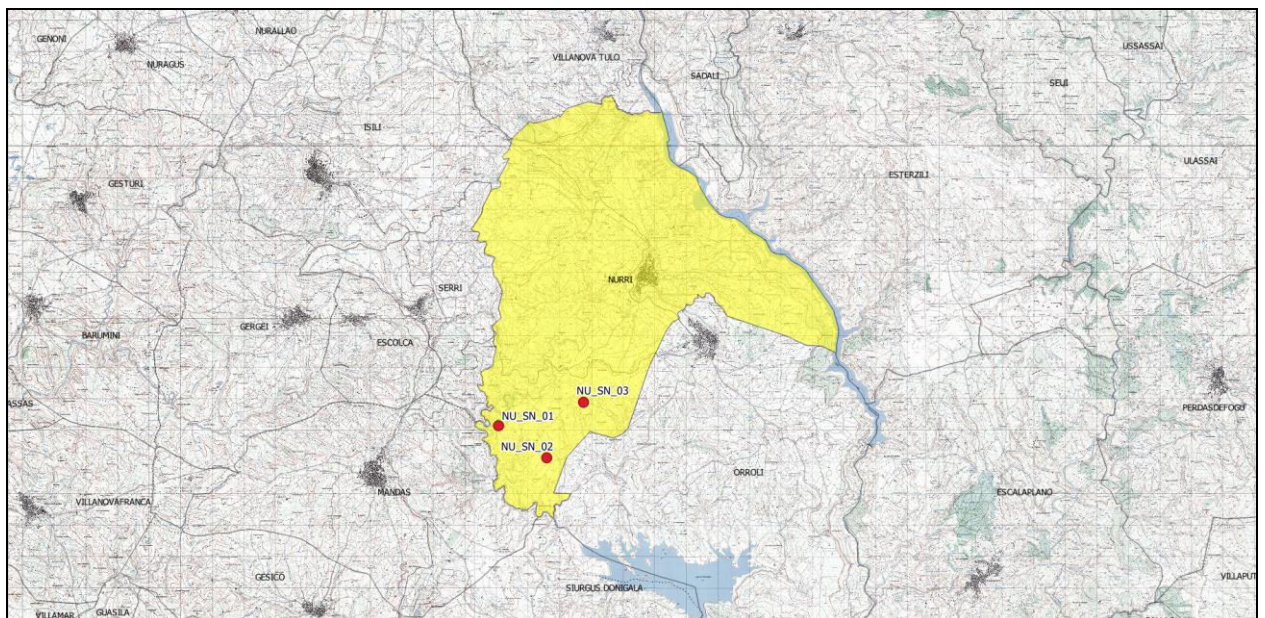 GENONI
NURALLAO
USSASSAI
NURAGUS
VILLANOVA TULO
SADALI
SEUI
ISILI
ULASSAI
GESTURI
ESTERZILI
NURRI
SERRI
GERGEI
BARUMINI
ESCOLCA
NU_SN_03
ASSAS
PERDASDEFOGU
NU_SN_01
NU_SN_02
ORROLI
MANDAS
ESCALAPLANO
VILLANOVAFRANCA
GESICO
VILLAPUT
SIURGUS DONIGALA
GUASILA
VILLAMAR